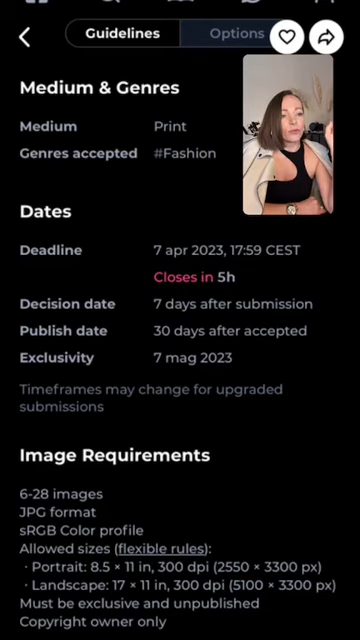 Guidelines
Options
Medium & Genres
Medium Print
Genres accepted #Fashion
Dates
Deadline 7 apr 2023, 17:59 CEST
Closes in 5h
Decision date 7 days after submission
Publish date 30 days after accepted
Exclusivity 7 mag 2023
Timeframes may change for upgraded
submissions
Image Requirements
6-28 images
JPG format
sRGB Color profile
Allowed sizes (flexible rules):
· Portrait: 8.5 × 11 in, 300 dpi (2550 × 3300 px)
· Landscape: 17 × 11 in, 300 dpi (5100 × 3300 px)
Must be exclusive and unpublished
Copyright owner only